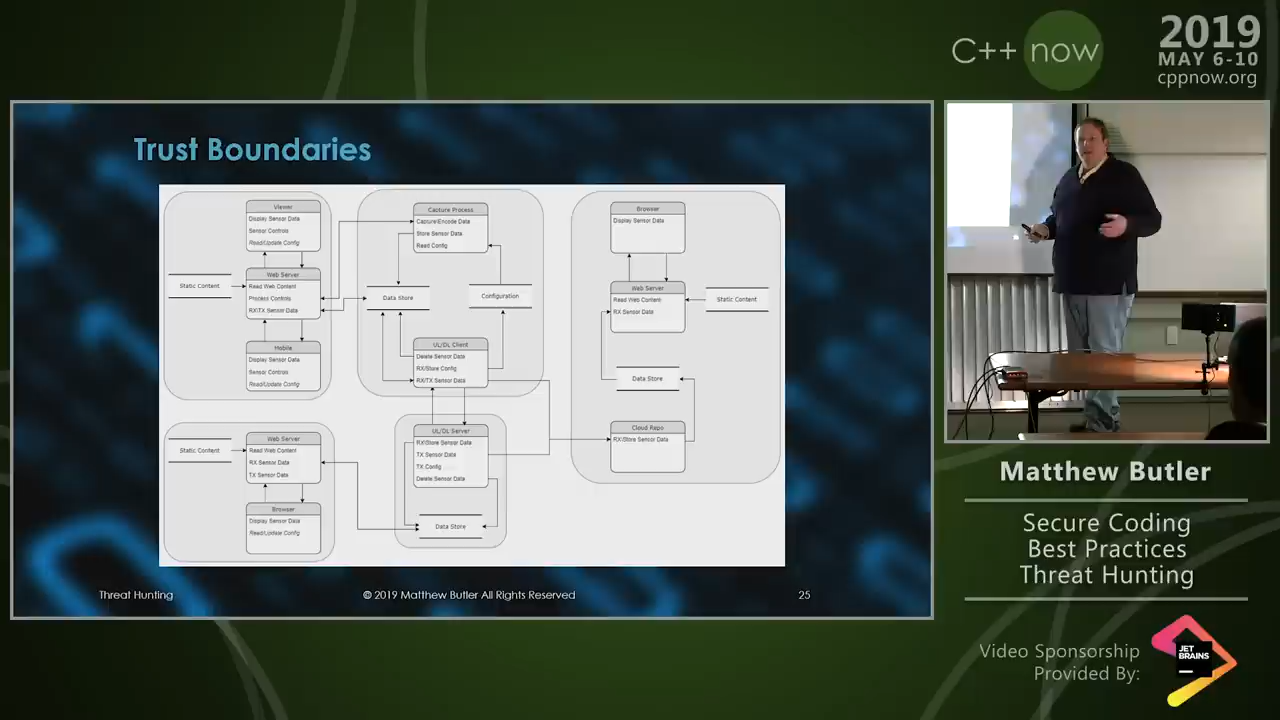 C++ now
2019
MAY 6-10
cppnow.org
Trust Boundaries
Viewer
Display Sensor Data
Sensor Controls
Read/Update Config
Static Content
Web Server
Read Web Content
Process Controls
RX/TX Sensor Data
Mobile
Display Sensor Data
Sensor Controls
Read/Update Config
Capture Process
Capture/Encode Data
Store Sensor Data
Read Config
Data Store
Configuration
UL/DL Client
Delete Sensor Data
RX/Store Config
RX/TX Sensor Data
Browser
Display Sensor Data
Web Server
Read Web Content
RX Sensor Data
Static Content
Data Store
Cloud Repo
RX/Store Sensor Data
Static Content
Web Server
Read Web Content
RX Sensor Data
TX Sensor Data
Browser
Display Sensor Data
Read/Update Config
UL/DL Server
RX/Store Sensor Data
TX Sensor Data
TX Config
Delete Sensor Data
Data Store
Threat Hunting
© 2019 Matthew Butler All Rights Reserved
25
Matthew Butler
Secure Coding
Best Practices
Threat Hunting
Video Sponsorship
Provided By:
JET
BRAINS